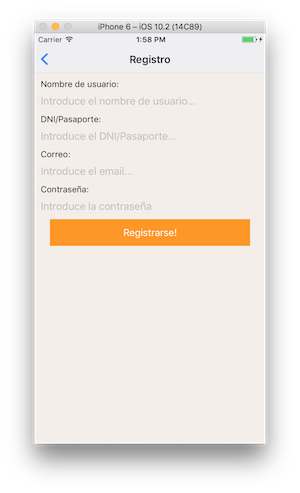 iPhone 6 – iOS 10.2 (14C89)
Carrier 1:58 PM
Registro
Nombre de usuario:
Introduce el nombre de usuario...
DNI/Pasaporte:
Introduce el DNI/Pasaporte...
Correo:
Introduce el email...
Contraseña:
Introduce la contraseña
Registrarse!